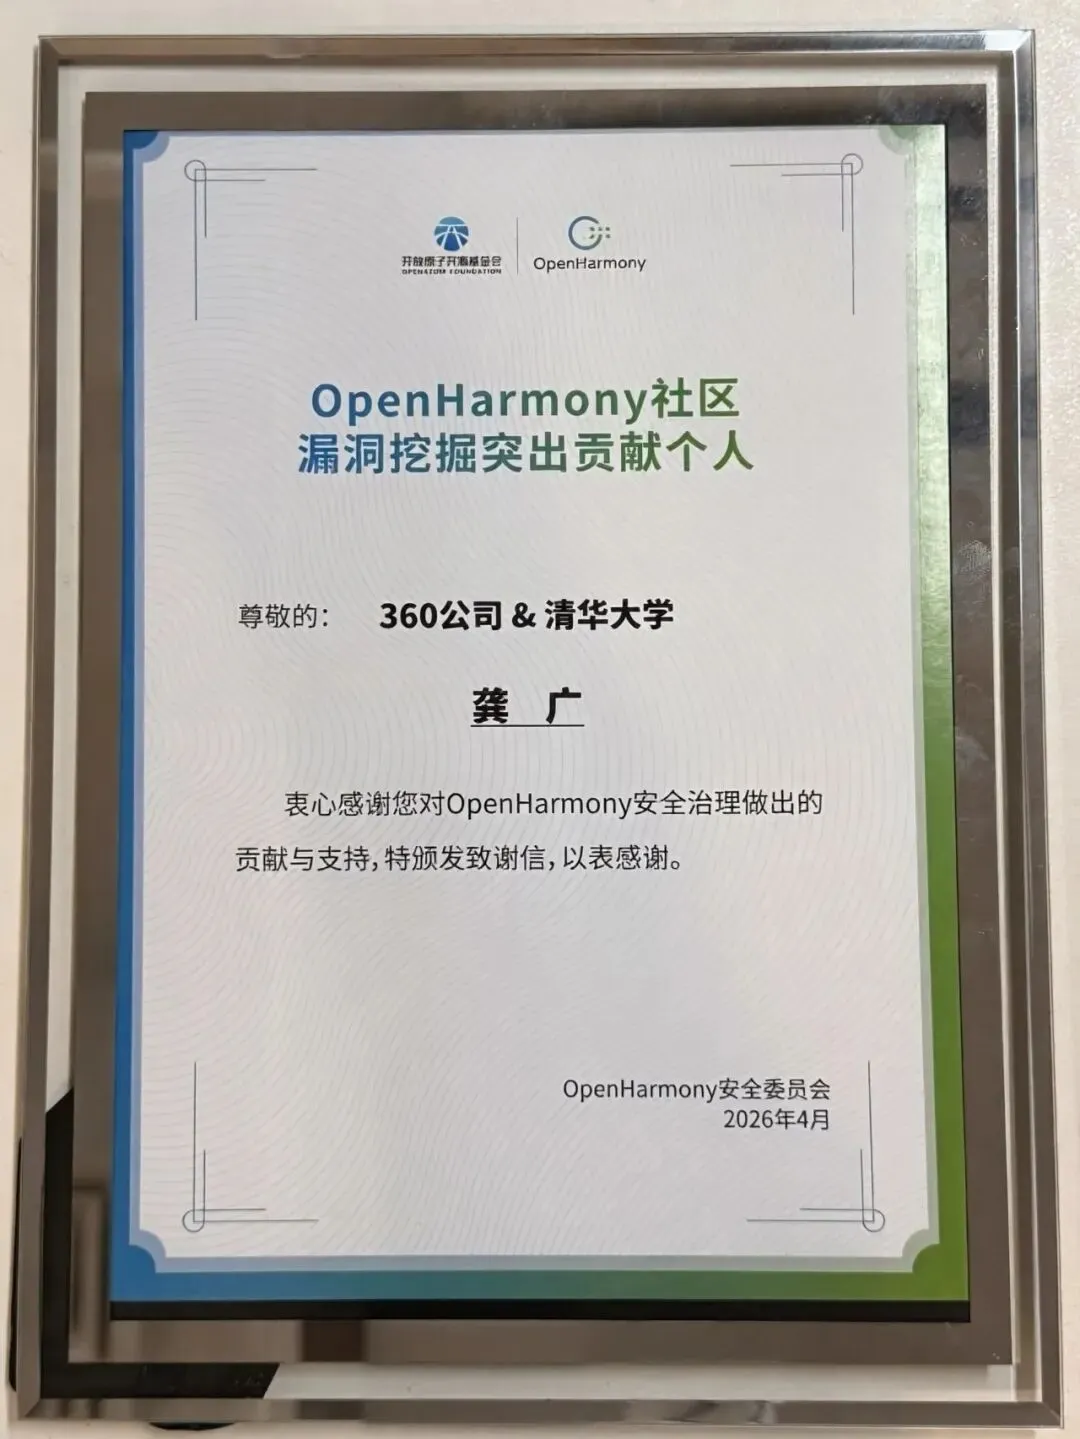 开放原子开源基金会
OPENATOM FOUNDATION
OpenHarmony
OpenHarmony社区
漏洞挖掘突出贡献个人
尊敬的： 360公司 & 清华大学
龚 广
衷心感谢您对OpenHarmony安全治理做出的
贡献与支持，特颁发致谢信，以表感谢。
OpenHarmony安全委员会
2026年4月